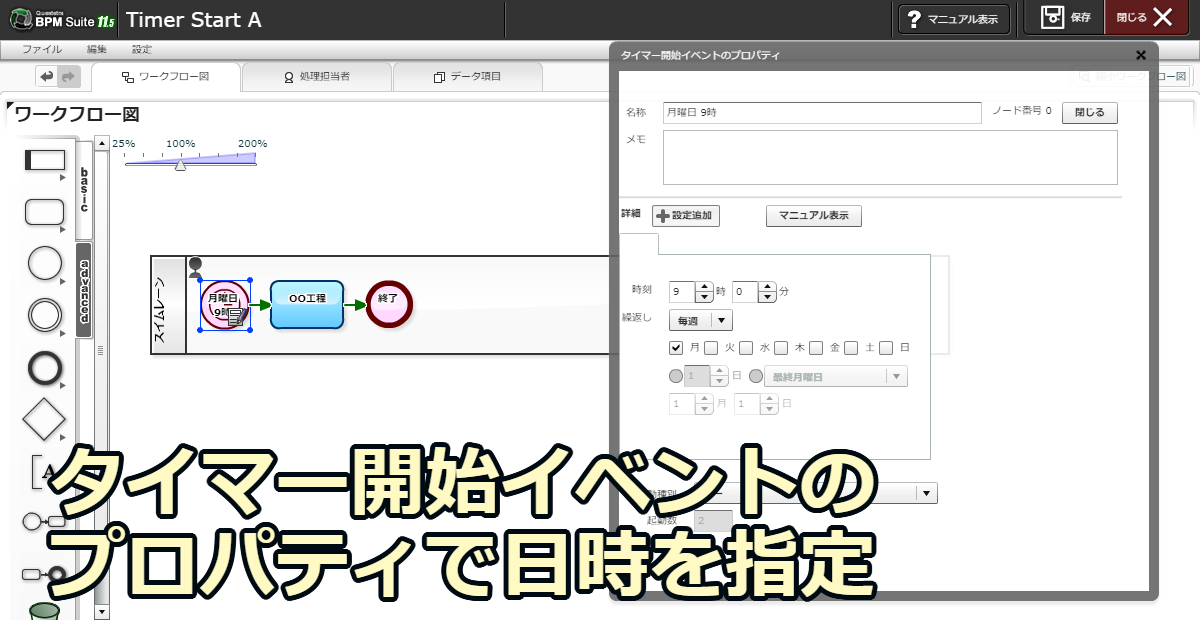 Questetra
BPM Suite 11.5
Timer Start A
マニュアル表示
保存
閉じる
ファイル
編集
設定
ワークフロー図
処理担当者
データ項目
ワークフロー図
25%
100%
200%
basic
advanced
A
スイムレーン
月曜日
9時
〇〇工程
終了
タイマー開始イベントのプロパティ
フロー図
名称
月曜日 9時
ノード番号 0
閉じる
メモ
詳細
設定追加
マニュアル表示
時刻
9
時
0
分
繰返し
毎週
月 火 水 木 金 土 日
1
日
最終月曜日
1
月
1
日
起動数
2
タイマー開始イベントの
プロパティで日時を指定